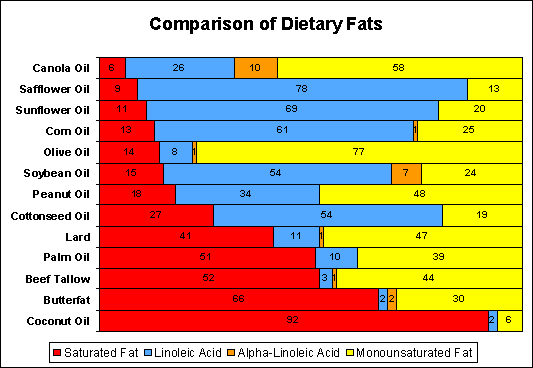 Comparison of Dietary Fats
Canola Oil 6 26 10 58
Safflower Oil 9 78 13
Sunflower Oil 11 69 20
Corn Oil 13 61 1 25
Olive Oil 14 8 1 77
Soybean Oil 15 54 7 24
Peanut Oil 18 34 48
Cottonseed Oil 27 54 19
Lard 41 11 1 47
Palm Oil 51 10 39
Beef Tallow 52 3 1 44
Butterfat 66 2 2 30
Coconut Oil 92 2 6
Saturated Fat Linoleic Acid Alpha-Linoleic Acid Monounsaturated Fat